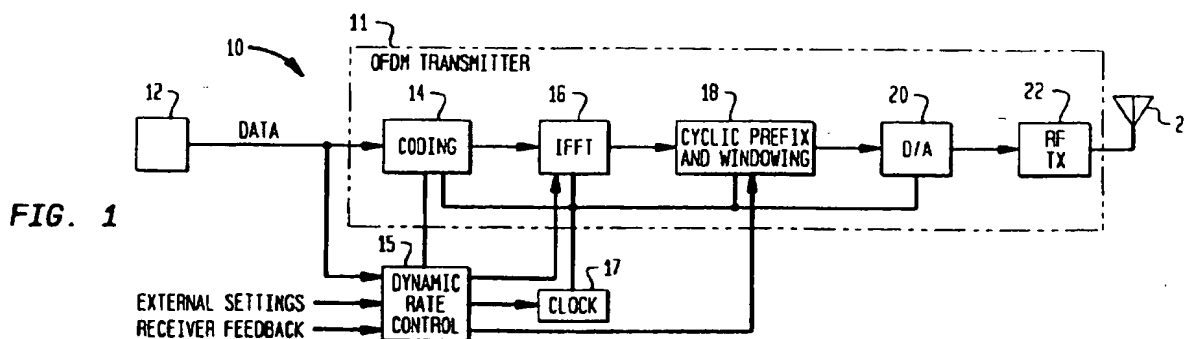 11
OFDM TRANSMITTER
10
12
14
16
18
20
22
2
DATA
CODING
IFFT
CYCLIC PREFIX
AND WINDOWING
D/A
RF
TX
FIG. 1
15
17
DYNAMIC
RATE
CONTROL
CLOCK
EXTERNAL SETTINGS
RECEIVER FEEDBACK